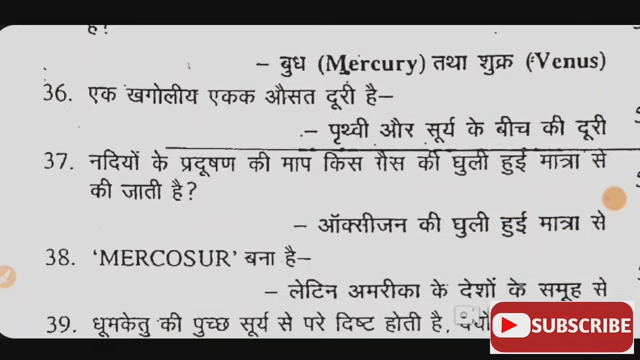 है?
– बुध (Mercury) तथा शुक्र (Venus)
36. एक खगोलीय एकक औसत दूरी है–
– पृथ्वी और सूर्य के बीच की दूरी
37. नदियों के प्रदूषण की माप किस गैस की घुली हुई मात्रा से
की जाती है?
– ऑक्सीजन की घुली हुई मात्रा से
38. ‘MERCOSUR’ बना है–
– लेटिन अमरीका के देशों के समूह से
39. धूमकेतु की पुच्छ सूर्य से परे दिष्ट होती है,
SUBSCRIBE